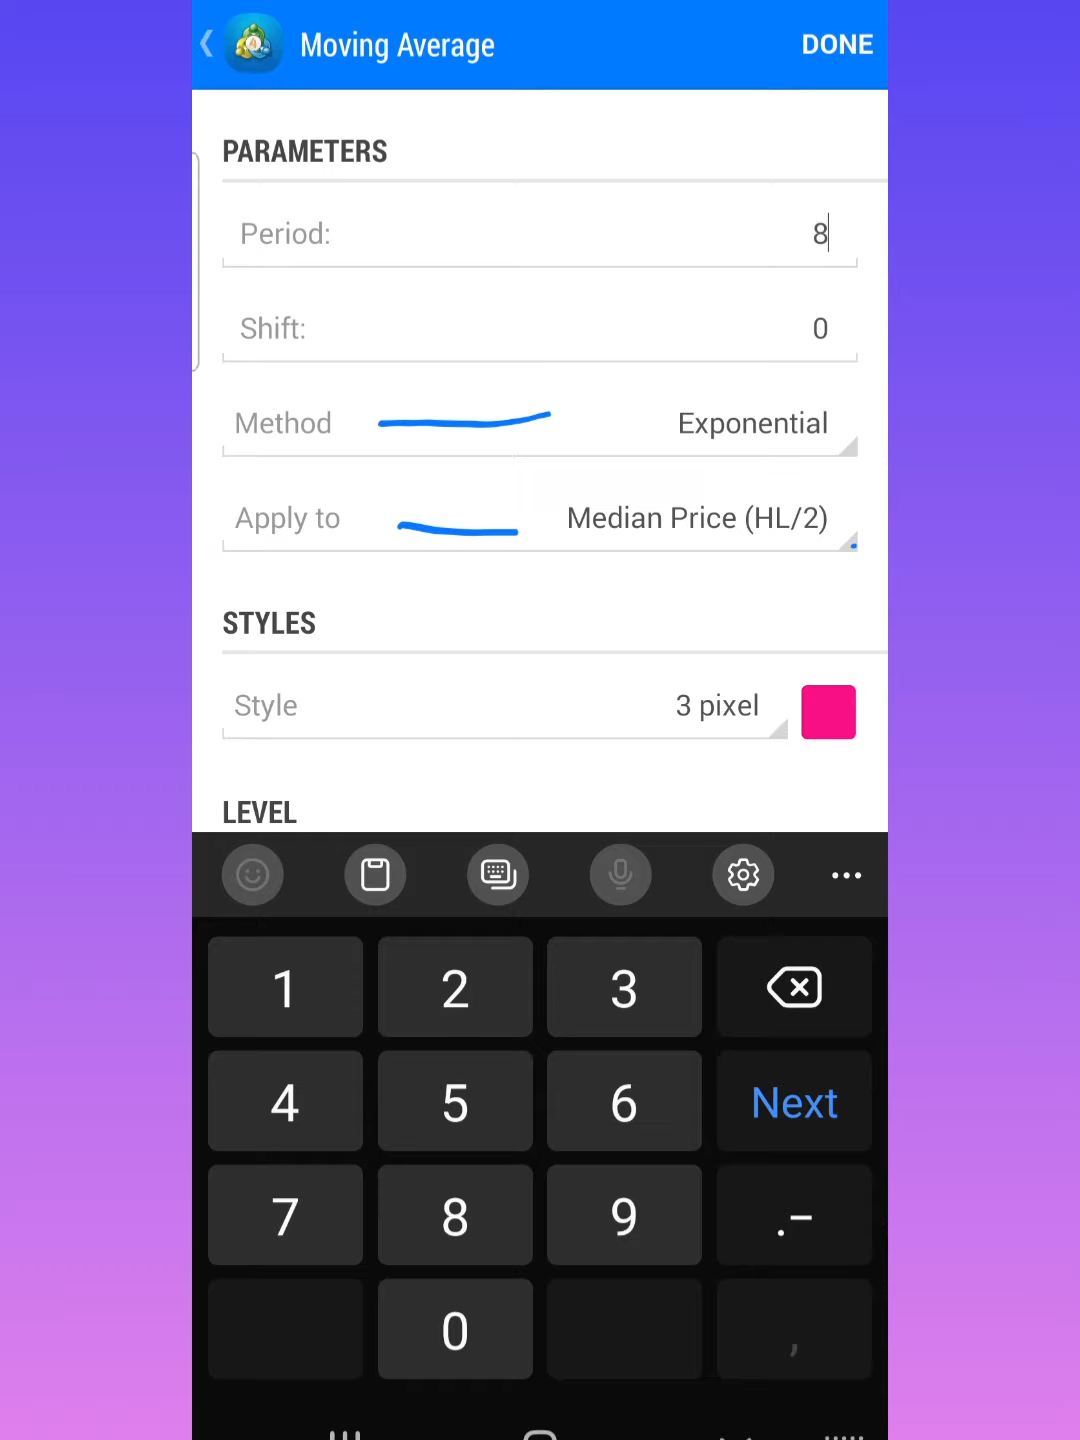 Moving Average DONE
PARAMETERS
Period: 8
Shift: 0
Method Exponential
Apply to Median Price (HL/2)
STYLES
Style 3 pixel
LEVEL
1 2 3
4 5 6 Next
7 8 9 .–
0 ,